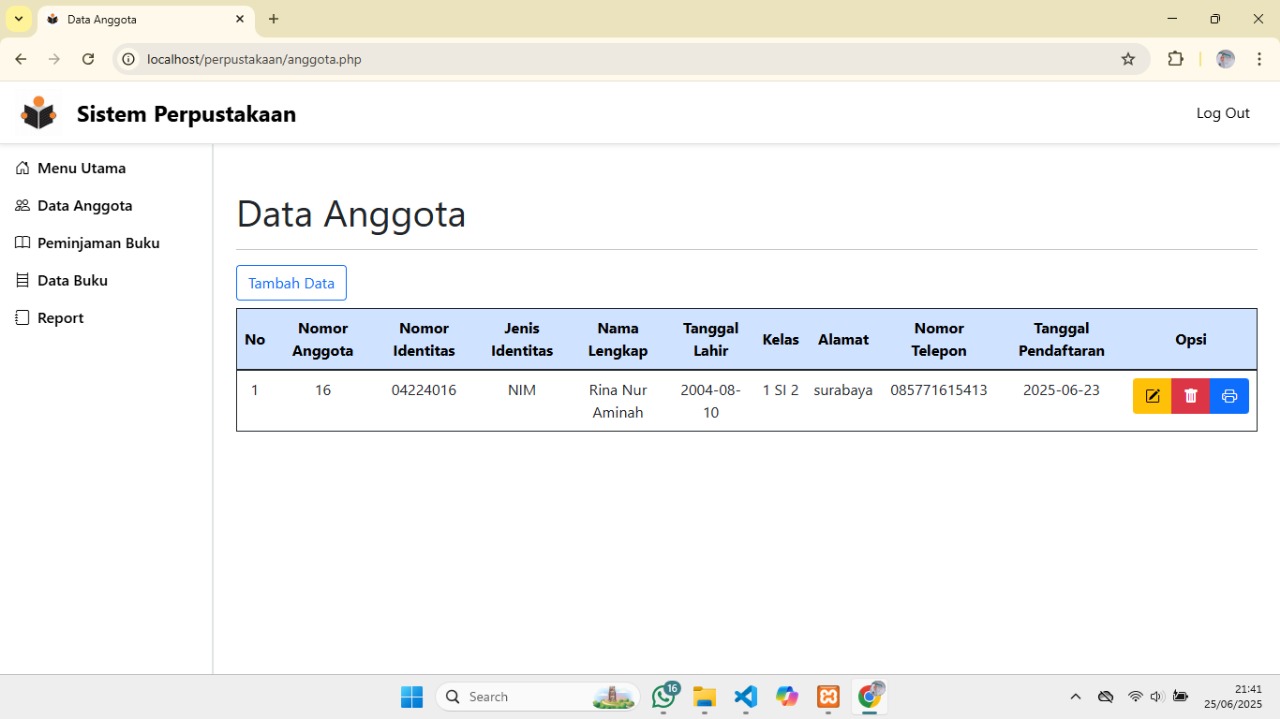 Data Anggota
localhost/perpustakaan/anggota.php
Sistem Perpustakaan
Log Out
Menu Utama
Data Anggota
Peminjaman Buku
Data Buku
Report
Data Anggota
Tambah Data
No Nomor Anggota Nomor Identitas Jenis Identitas Nama Lengkap Tanggal Lahir Kelas Alamat Nomor Telepon Tanggal Pendaftaran Opsi
1 16 04224016 NIM Rina Nur Aminah 2004-08-10 1 SI 2 surabaya 085771615413 2025-06-23
Search
16
21:41
25/06/2025